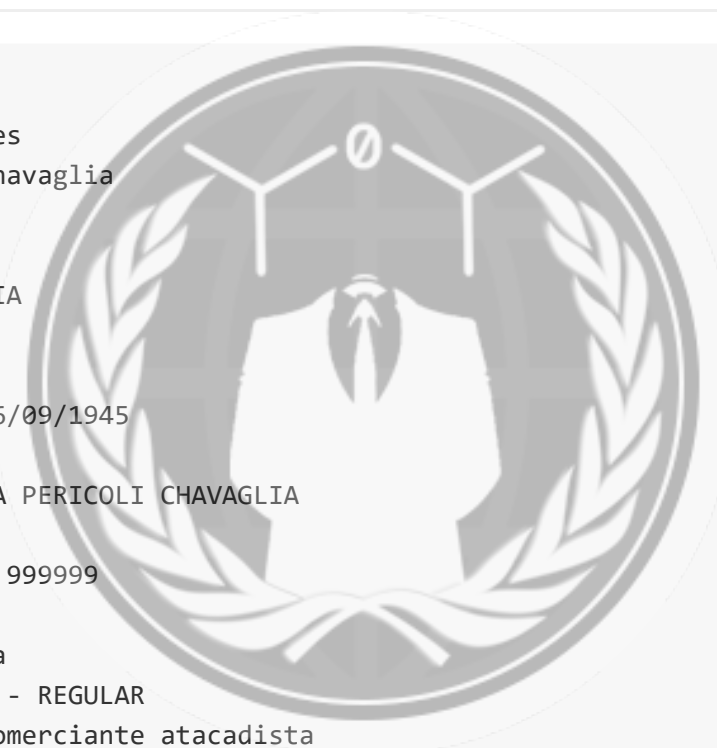 es
havaglia
Ø
IA
5/09/1945
A PERICOLI CHAVAGLIA
999999
a
- REGULAR
omerciante atacadista